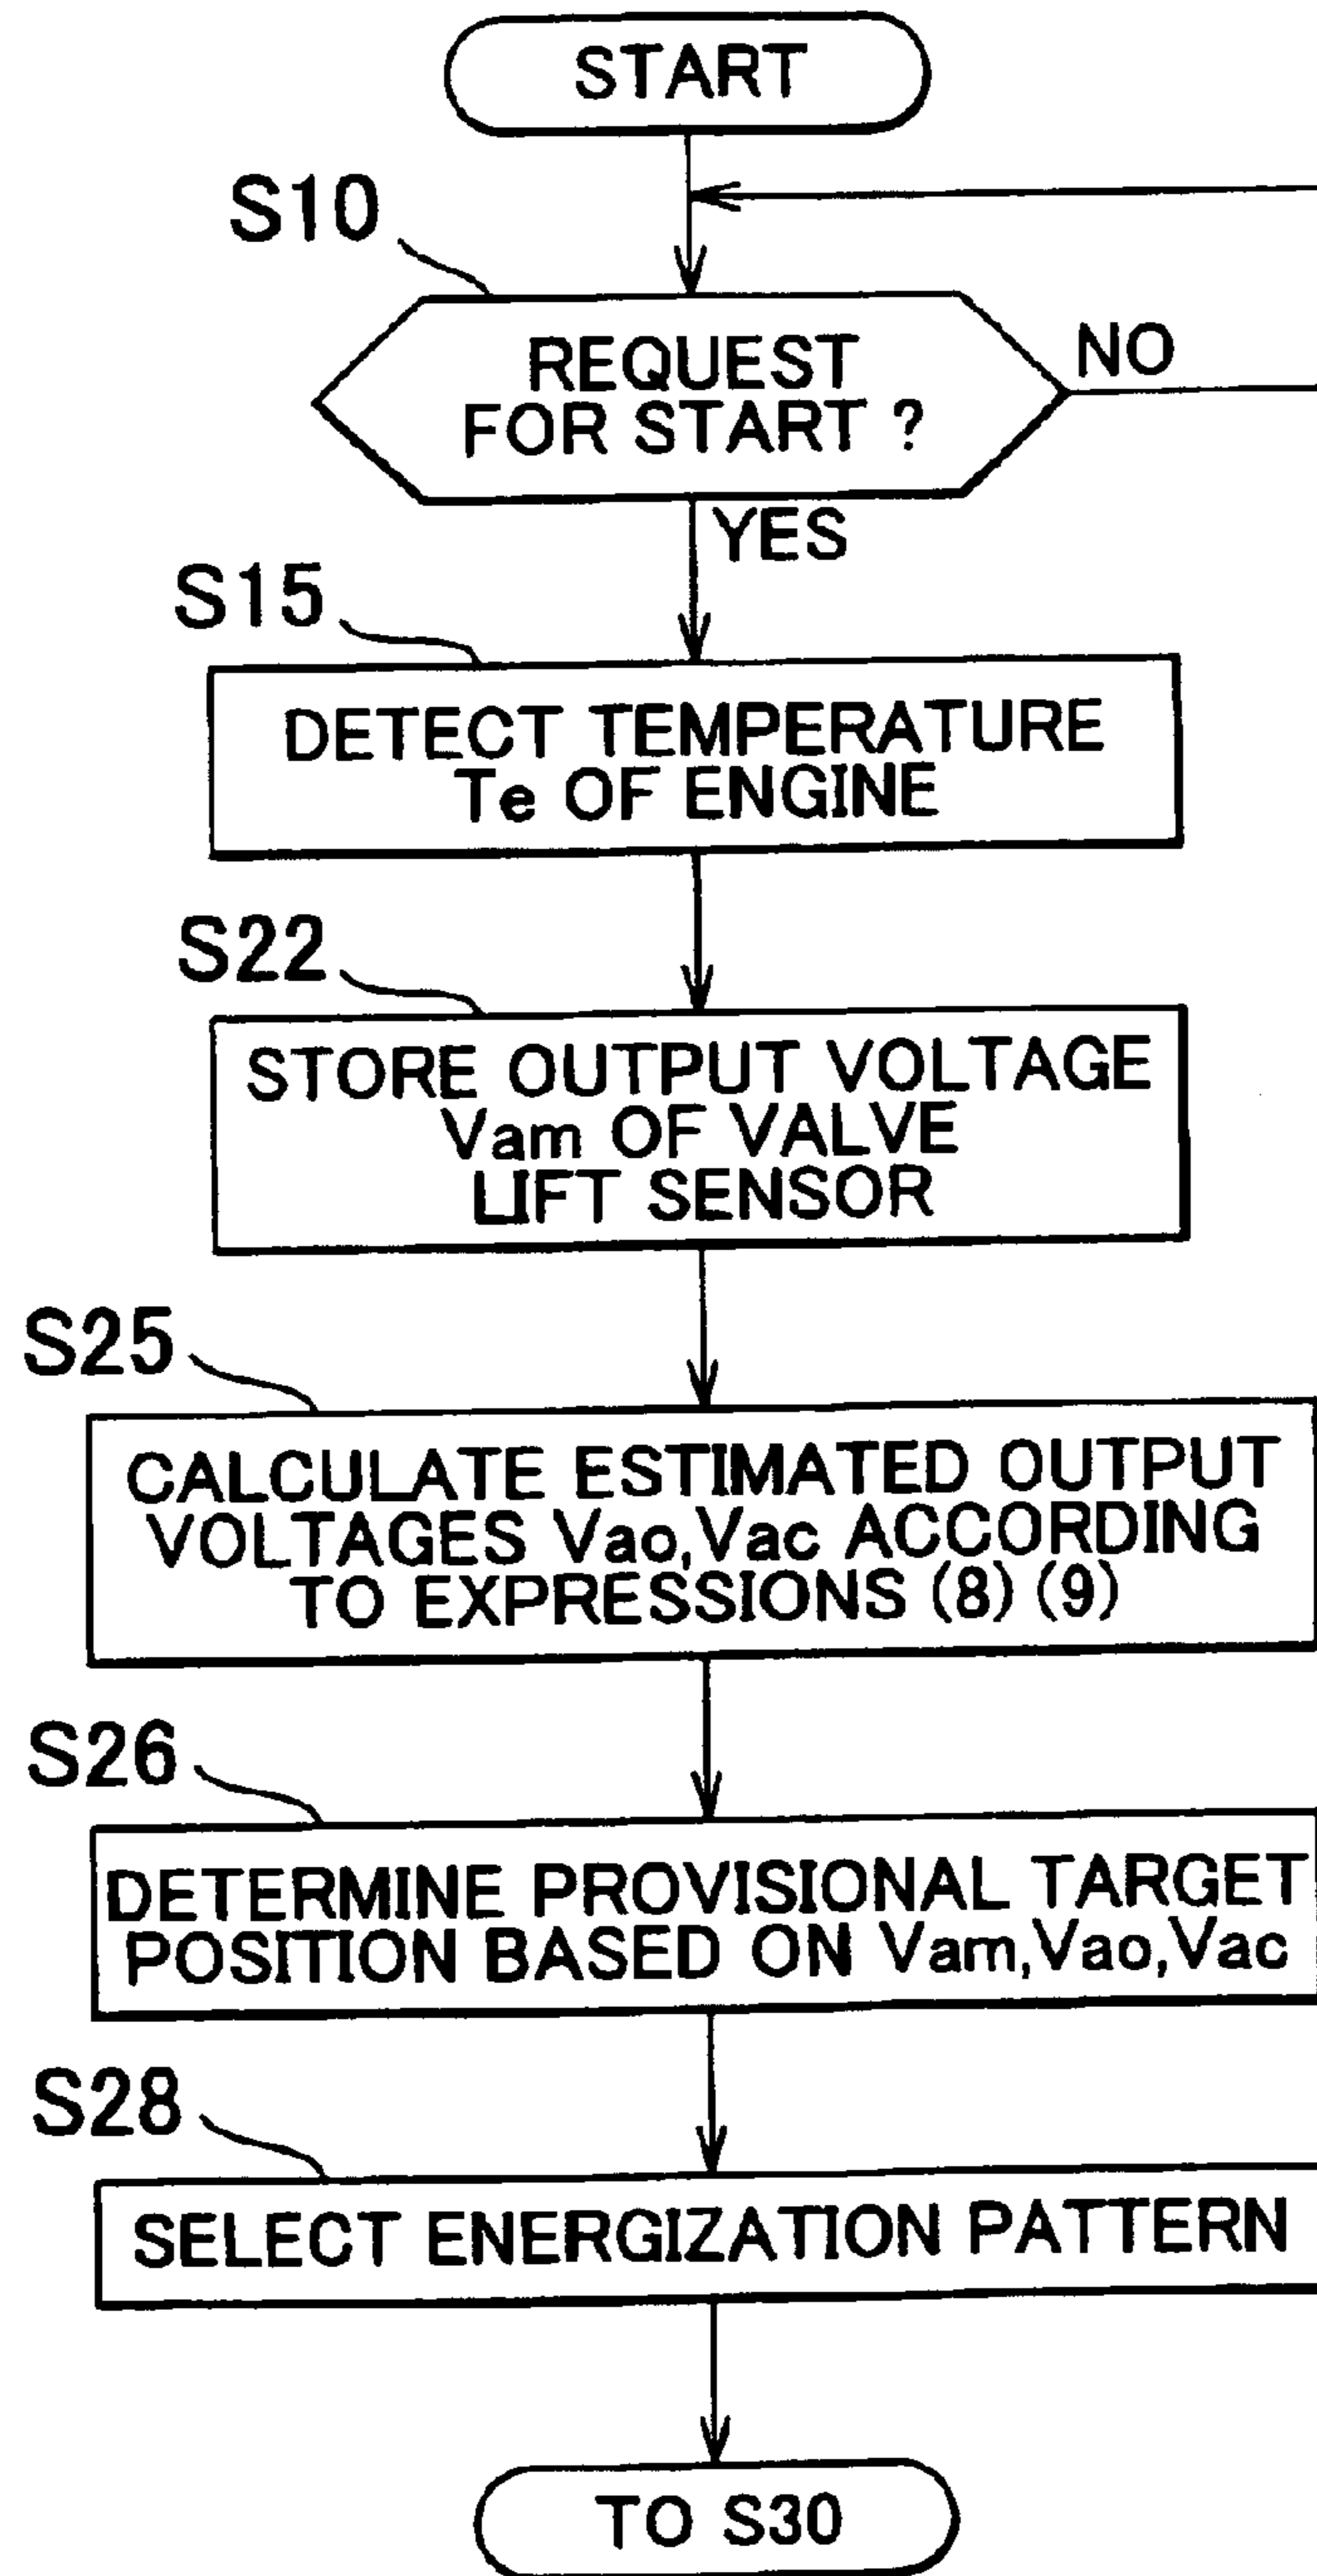 START
S10
REQUEST
FOR START ?
NO
YES
S15
DETECT TEMPERATURE
Te OF ENGINE
S22
STORE OUTPUT VOLTAGE
Vam OF VALVE
LIFT SENSOR
S25
CALCULATE ESTIMATED OUTPUT
VOLTAGES Vao,Vac ACCORDING
TO EXPRESSIONS (8) (9)
S26
DETERMINE PROVISIONAL TARGET
POSITION BASED ON Vam,Vao,Vac
S28
SELECT ENERGIZATION PATTERN
TO S30